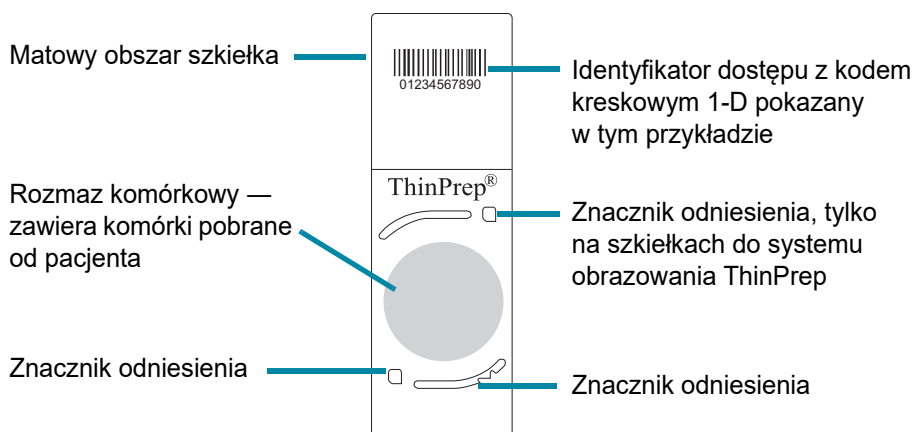 Matowy obszar szkiełka
01234567890
Identyfikator dostępu z kodem
kreskowym 1-D pokazany
w tym przykładzie
ThinPrep®
Rozmaz komórkowy —
zawiera komórki pobrane
od pacjenta
Znacznik odniesienia, tylko
na szkiełkach do systemu
obrazowania ThinPrep
Znacznik odniesienia
Znacznik odniesienia